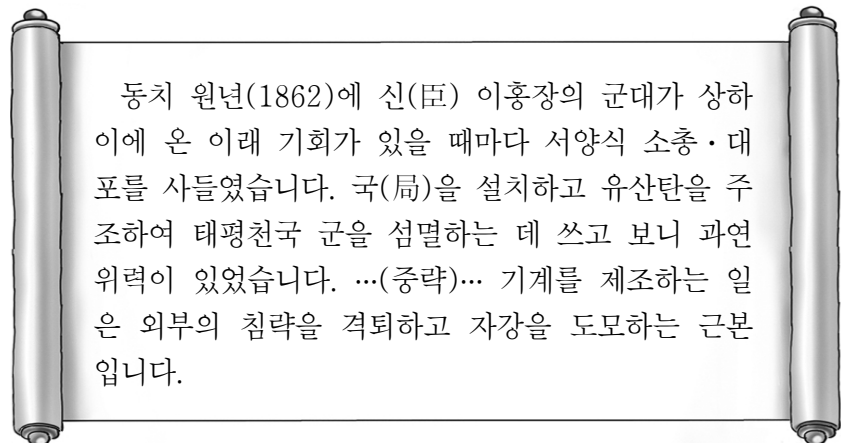 동치 원년(1862)에 신(臣) 이홍장의 군대가 상하
이에 온 이래 기회가 있을 때마다 서양식 소총·대
포를 사들였습니다. 국(局)을 설치하고 유산탄을 주
조하여 태평천국 군을 섬멸하는 데 쓰고 보니 과연
위력이 있었습니다. …(중략)… 기계를 제조하는 일
은 외부의 침략을 격퇴하고 자강을 도모하는 근본
입니다.